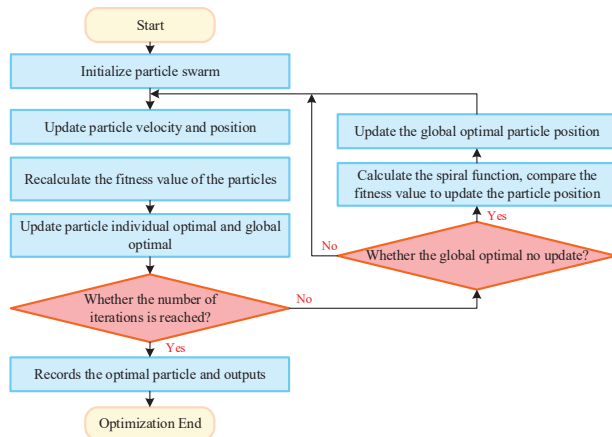 Start
Initialize particle swarm
Update particle velocity and position
Recalculate the fitness value of the particles
Update particle individual optimal and global
optimal
Whether the number of
iterations is reached?
No
Yes
Records the optimal particle and outputs
Optimization End
Update the global optimal particle position
Calculate the spiral function, compare the
fitness value to update the particle position
Yes
No
Whether the global optimal no update?